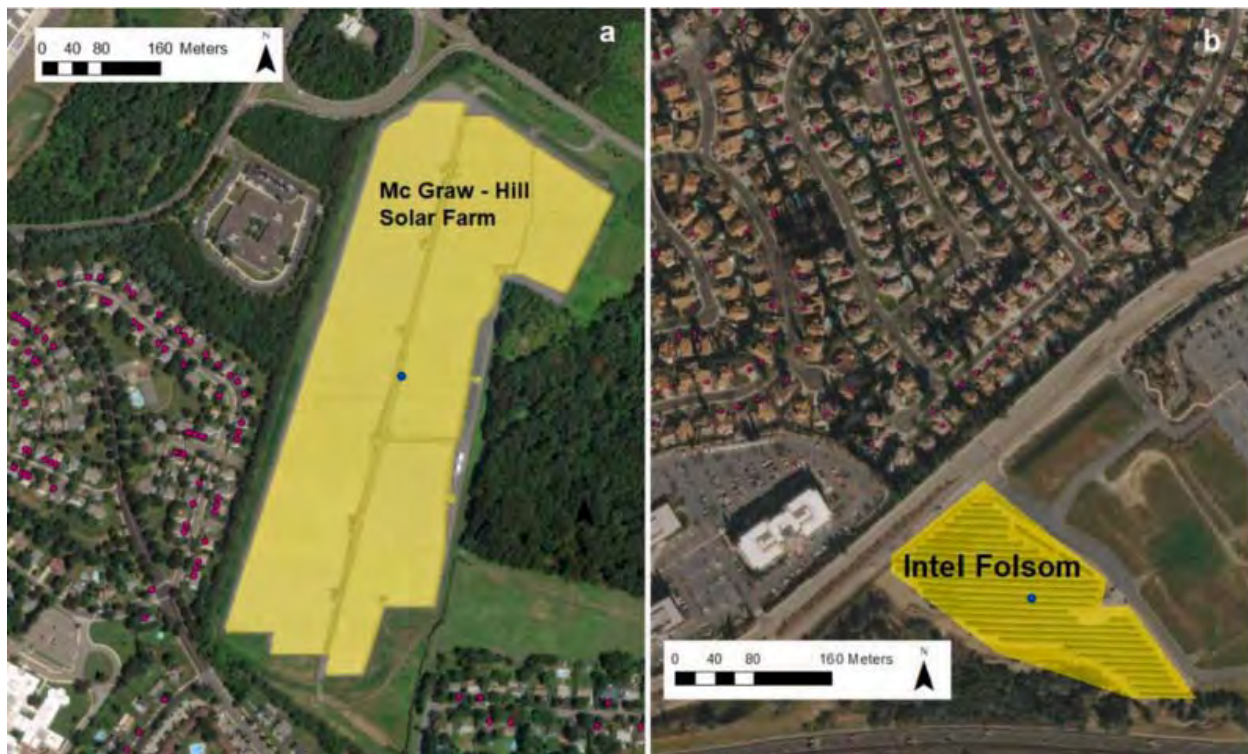 0 40 80 160 Meters
N
a
Mc Graw - Hill
Solar Farm
b
Intel Folsom
0 40 80 160 Meters
N